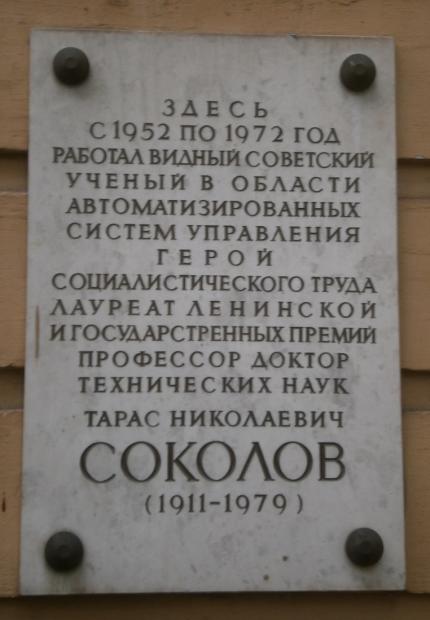 ЗДЕСЬ
С 1952 ПО 1972 ГОД
РАБОТАЛ ВИДНЫЙ СОВЕТСКИЙ
УЧЕНЫЙ В ОБЛАСТИ
АВТОМАТИЗИРОВАННЫХ
СИСТЕМ УПРАВЛЕНИЯ
ГЕРОЙ
СОЦИАЛИСТИЧЕСКОГО ТРУДА
ЛАУРЕАТ ЛЕНИНСКОЙ
И ГОСУДАРСТВЕННЫХ ПРЕМИЙ
ПРОФЕССОР ДОКТОР
ТЕХНИЧЕСКИХ НАУК
ТАРАС НИКОЛАЕВИЧ
СОКОЛОВ
(1911-1979)